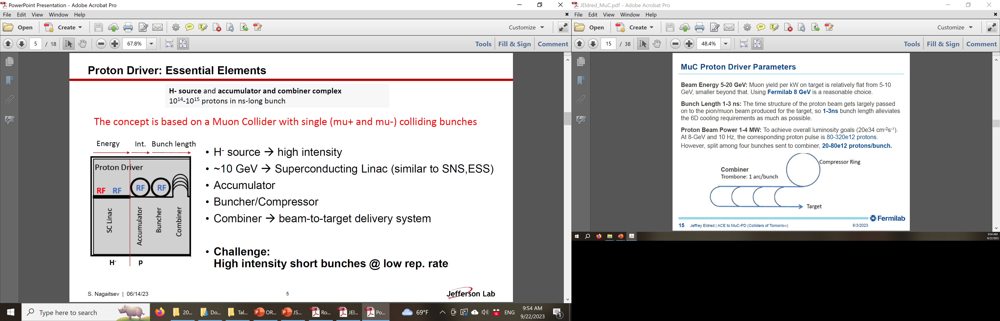 PowerPoint Presentation - Adobe Acrobat Pro
File Edit View Window Help
Open Create Customize
5 / 18 67.8% Tools Fill & Sign Comment
Proton Driver: Essential Elements
H- source and accumulator and combiner complex
10¹⁴-10¹⁵ protons in ns-long bunch
The concept is based on a Muon Collider with single (mu+ and mu-) colliding bunches
Energy Int. Bunch length
Proton Driver
RF RF RF RF
SC Linac
Accumulator
Buncher
Combiner
H⁻ p
• H⁻ source → high intensity
• ~10 GeV → Superconducting Linac (similar to SNS,ESS)
• Accumulator
• Buncher/Compressor
• Combiner → beam-to-target delivery system
• Challenge:
High intensity short bunches @ low rep. rate
S. Nagaitsev | 06/14/23
5
Jefferson Lab
Type here to search
20... Do... Tal... OR... JS... Ro... JEl... Po...
69°F
12
ENG
9:54 AM
9/22/2023
1
JEldred_MuC.pdf - Adobe Acrobat Pro
File Edit View Window Help
Open Create Customize
15 / 38 48.4% Tools Fill & Sign Comment
MuC Proton Driver Parameters
Beam Energy 5-20 GeV: Muon yield per kW on target is relatively flat from 5-10
GeV, smaller beyond that. Using Fermilab 8 GeV is a reasonable choice.
Bunch Length 1-3 ns: The time structure of the proton beam gets largely passed
on to the pion/muon beam produced for the target, so 1-3ns bunch length alleviates
the 6D cooling requirements as much as possible.
Proton Beam Power 1-4 MW: To achieve overall luminosity goals (20e34 cm⁻²s⁻¹).
At 8-GeV and 10 Hz, the corresponding proton pulse is 80-320e12 protons.
However, split among four bunches sent to combiner, 20-80e12 protons/bunch.
Compressor Ring
Combiner
Trombone: 1 arc/bunch
Target
Fermilab
15 Jeffrey Eldred | ACE to MuC-PD (Colliders of Tomorrow) 8/3/2023
9:54 AM
9/22/2023